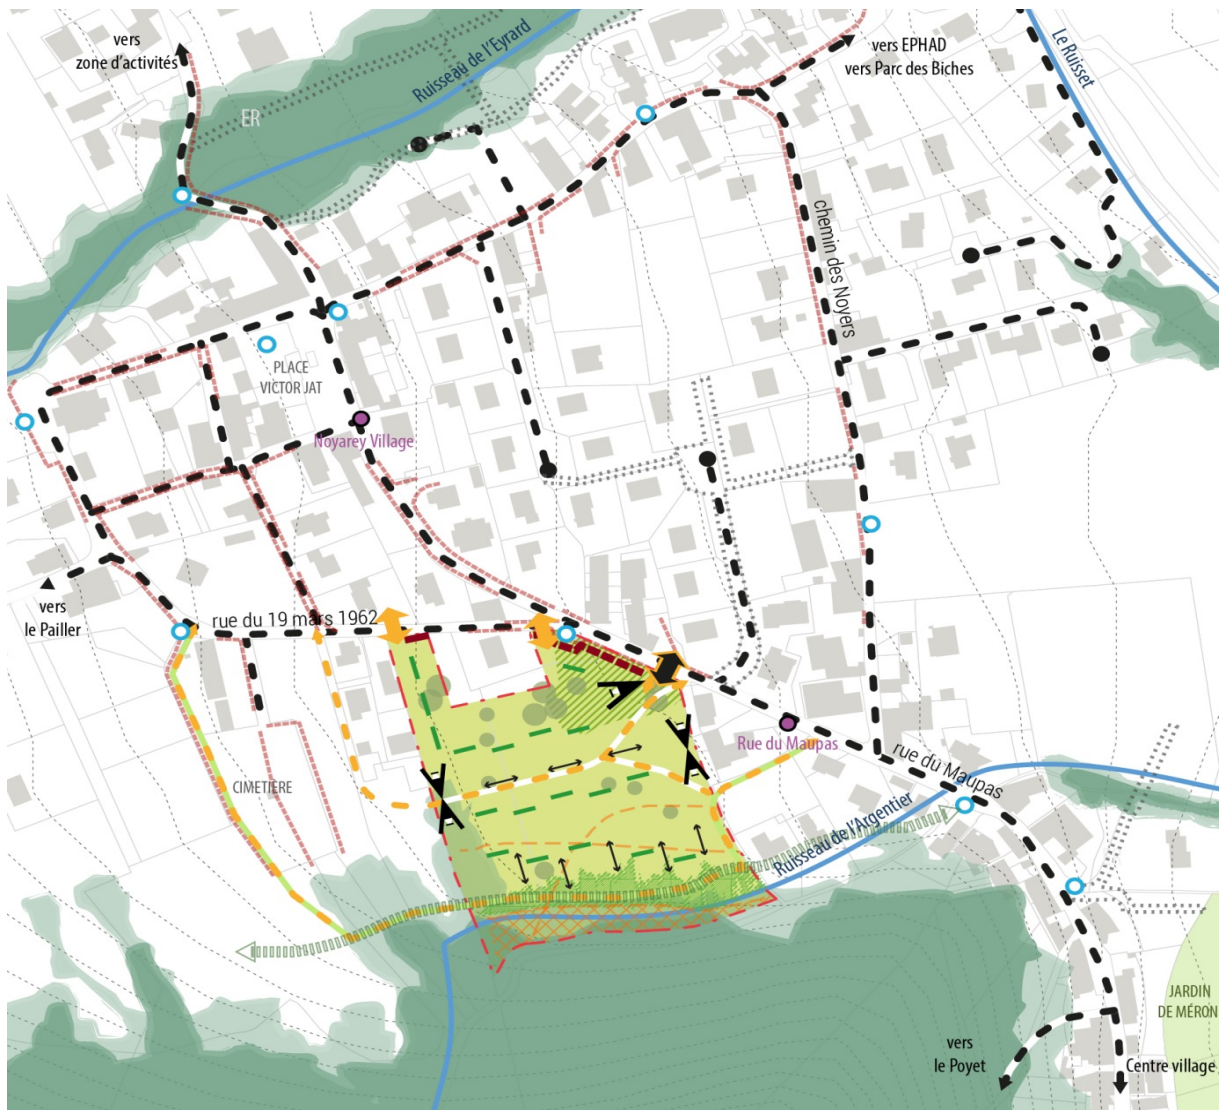 vers
zone d'activités
Ruisseau de l'Eyrard
vers EPHAD
vers Parc des Biches
Le Ruisset
ER
chemin des Noyers
PLACE
VICTOR JAT
Noyarey Village
vers
le Pailler
rue du 19 mars 1962
Rue du Maupas
rue du Maupas
CIMETIÈRE
Ruisseau de l'Argentier
JARDIN
DE MÉRON
vers
le Poyet
Centre village